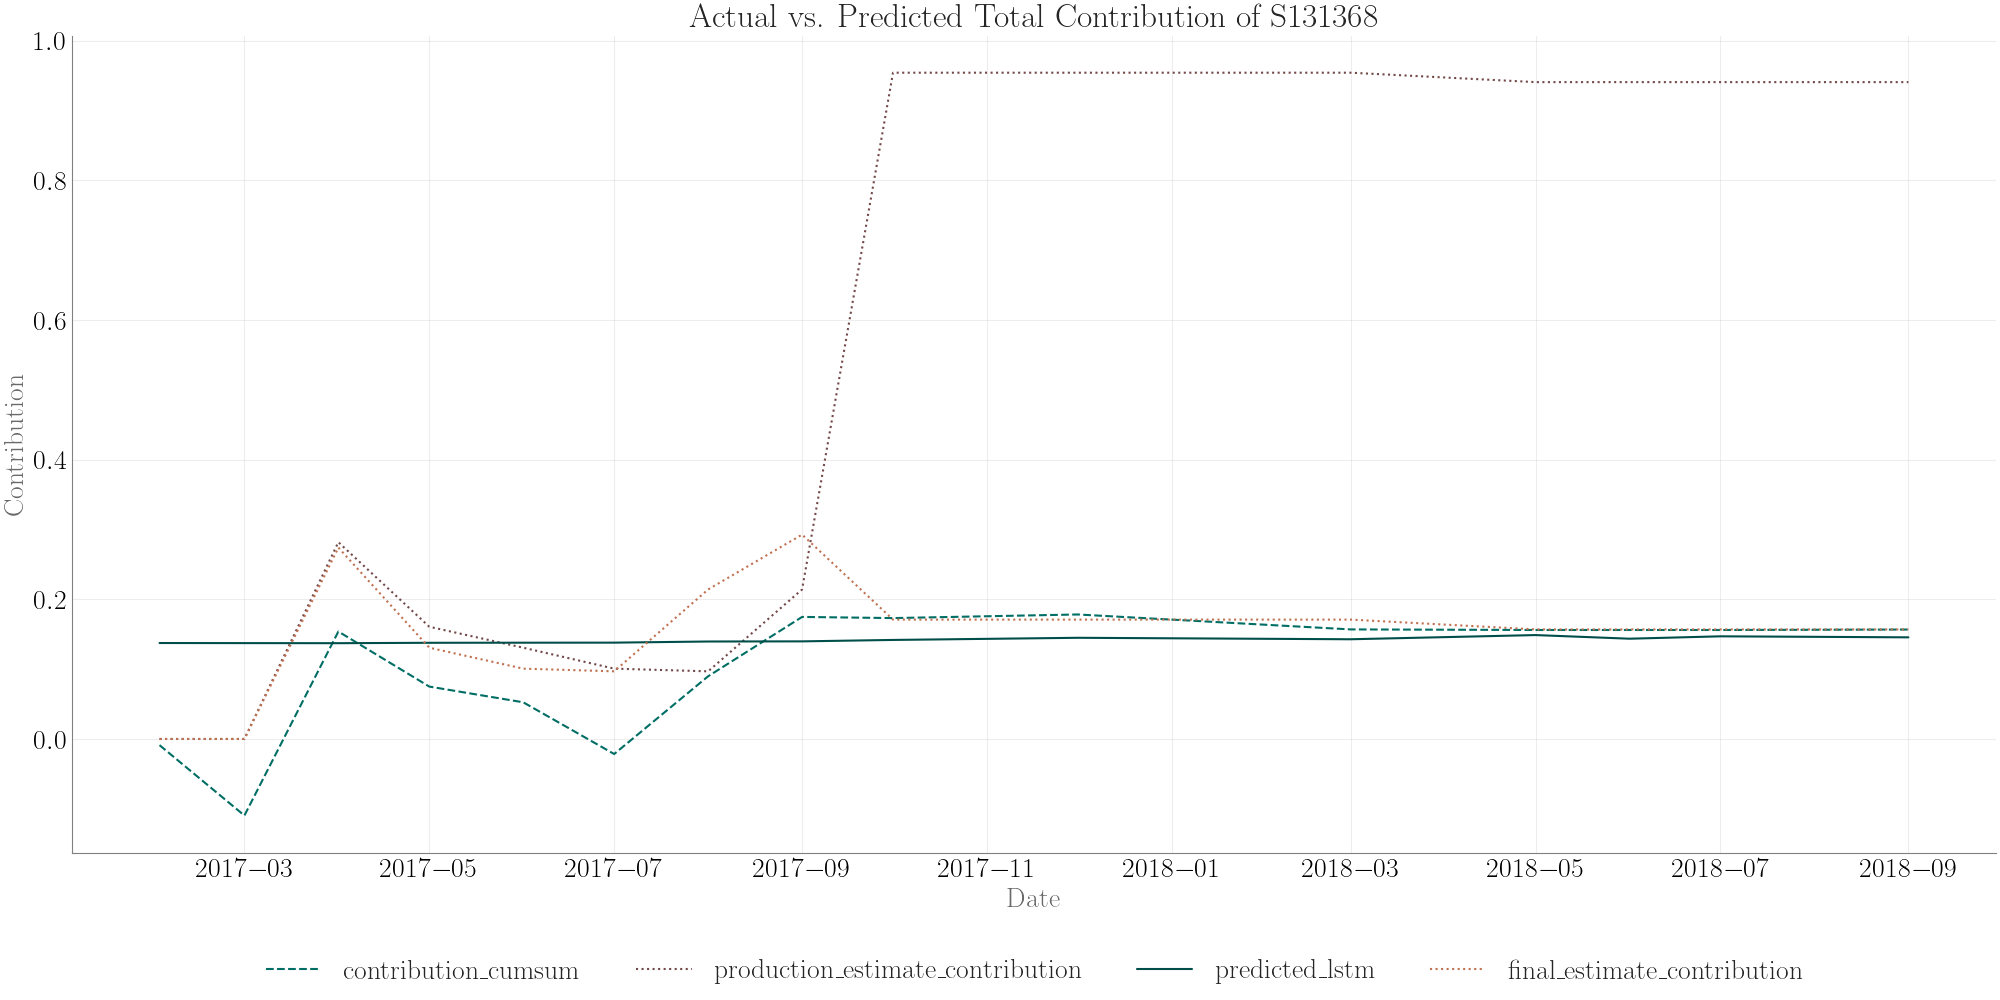 Actual vs. Predicted Total Contribution of S131368
1.0
0.8
0.6
0.4
0.2
0.0
Contribution
2017−03 2017−05 2017−07 2017−09 2017−11 2018−01 2018−03 2018−05 2018−07 2018−09
Date
contribution_cumsum production_estimate_contribution predicted_lstm final_estimate_contribution